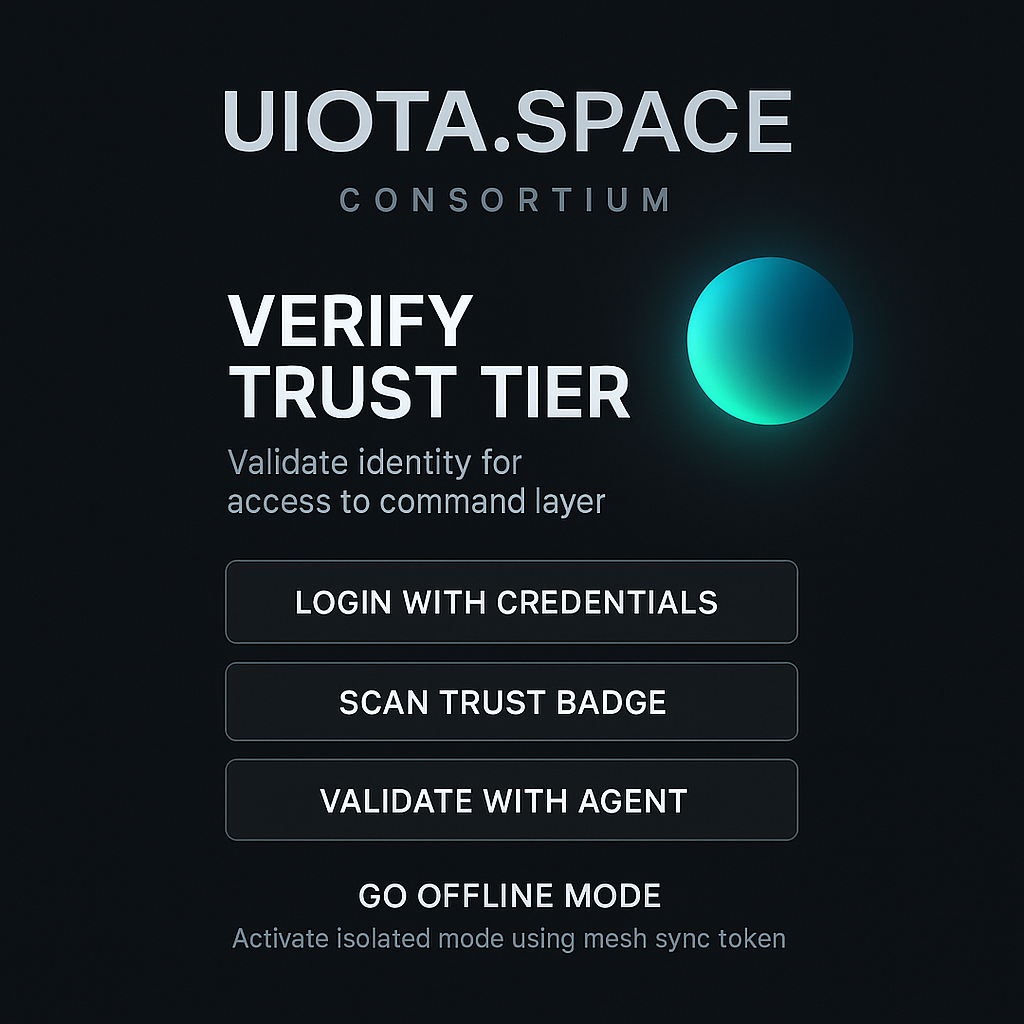 UIOTA.SPACE
CONSORTIUM
VERIFY
TRUST TIER
Validate identity for
access to command layer
LOGIN WITH CREDENTIALS
SCAN TRUST BADGE
VALIDATE WITH AGENT
GO OFFLINE MODE
Activate isolated mode using mesh sync token